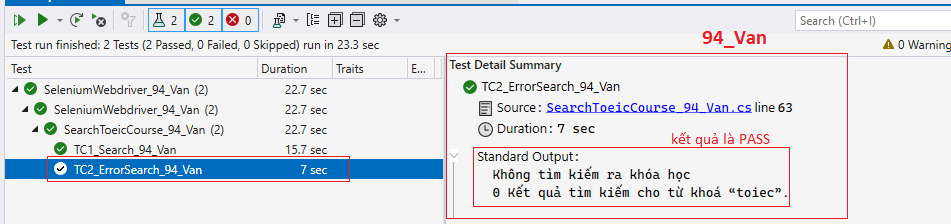 2 2 0 Search (Ctrl+I)
Test run finished: 2 Tests (2 Passed, 0 Failed, 0 Skipped) run in 23.3 sec 0 Warning
94_Van
Test Duration Traits E...
SeleniumWebdriver_94_Van (2) 22.7 sec
SeleniumWebdriver_94_Van (2) 22.7 sec
SearchToeicCourse_94_Van (2) 22.7 sec
TC1_Search_94_Van 15.7 sec
TC2_ErrorSearch_94_Van 7 sec
Test Detail Summary
TC2_ErrorSearch_94_Van
Source: SearchToeicCourse_94_Van.cs line 63
Duration: 7 sec
kết quả là PASS
Standard Output:
Không tìm kiếm ra khóa học
0 Kết quả tìm kiếm cho từ khoá “toiec”.